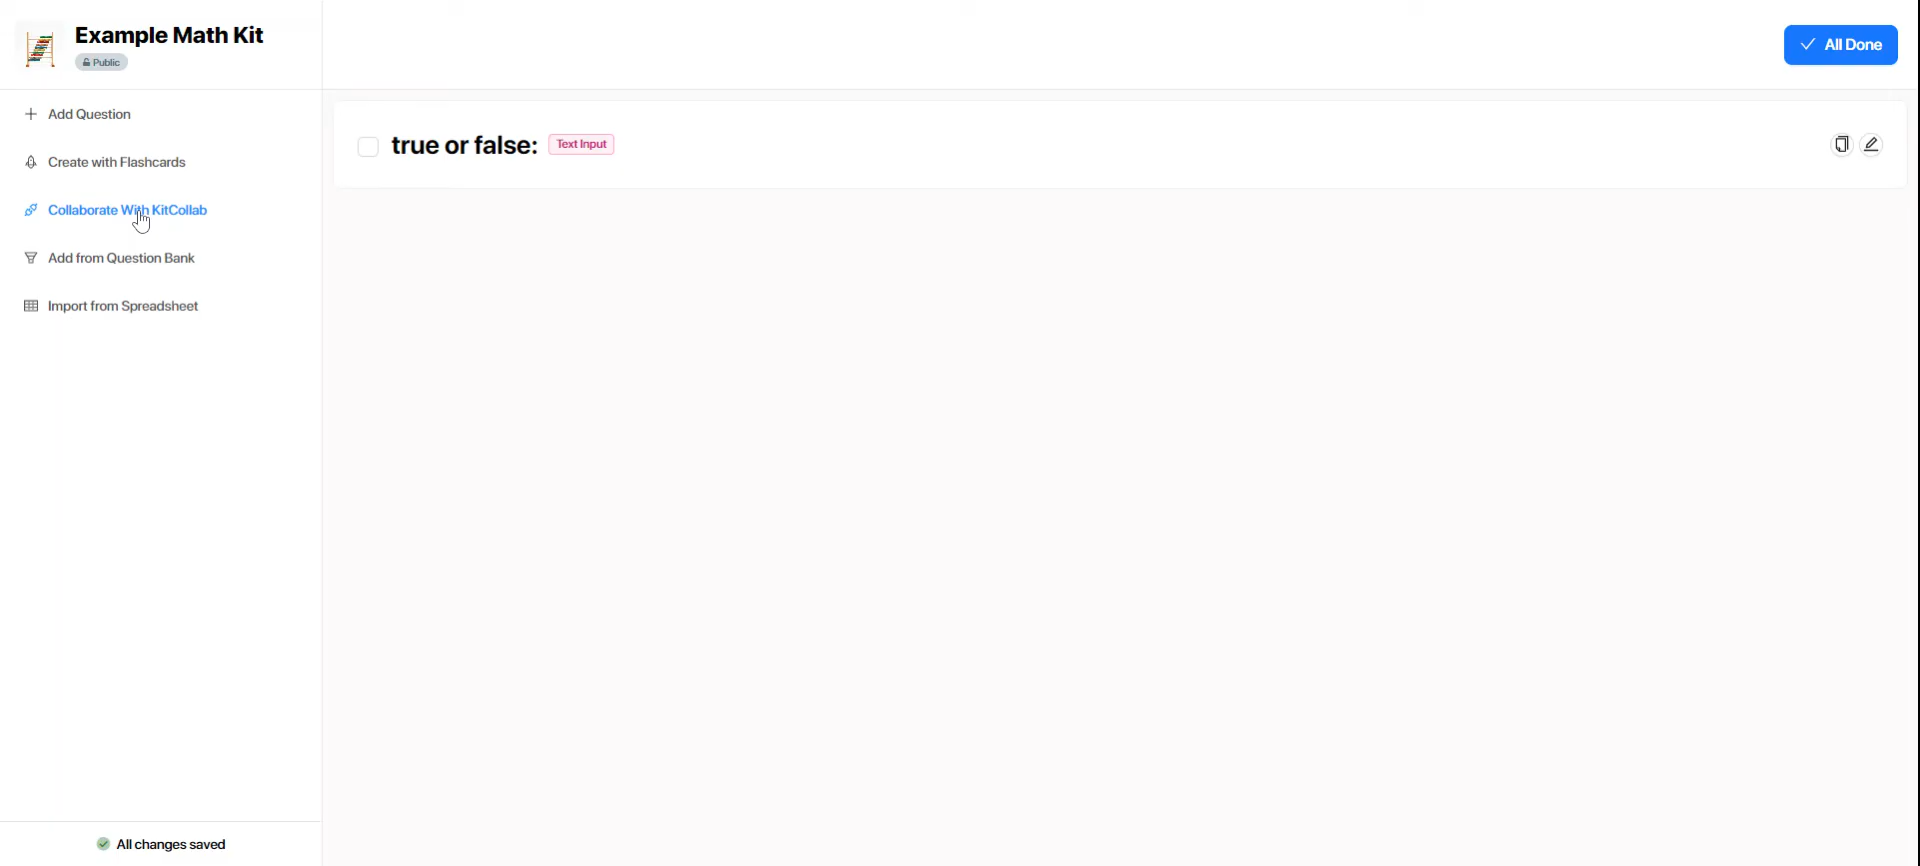 Example Math Kit
Public
All Done
Add Question
Create with Flashcards
Collaborate With KitCollab
Add from Question Bank
Import from Spreadsheet
true or false: Text Input
All changes saved